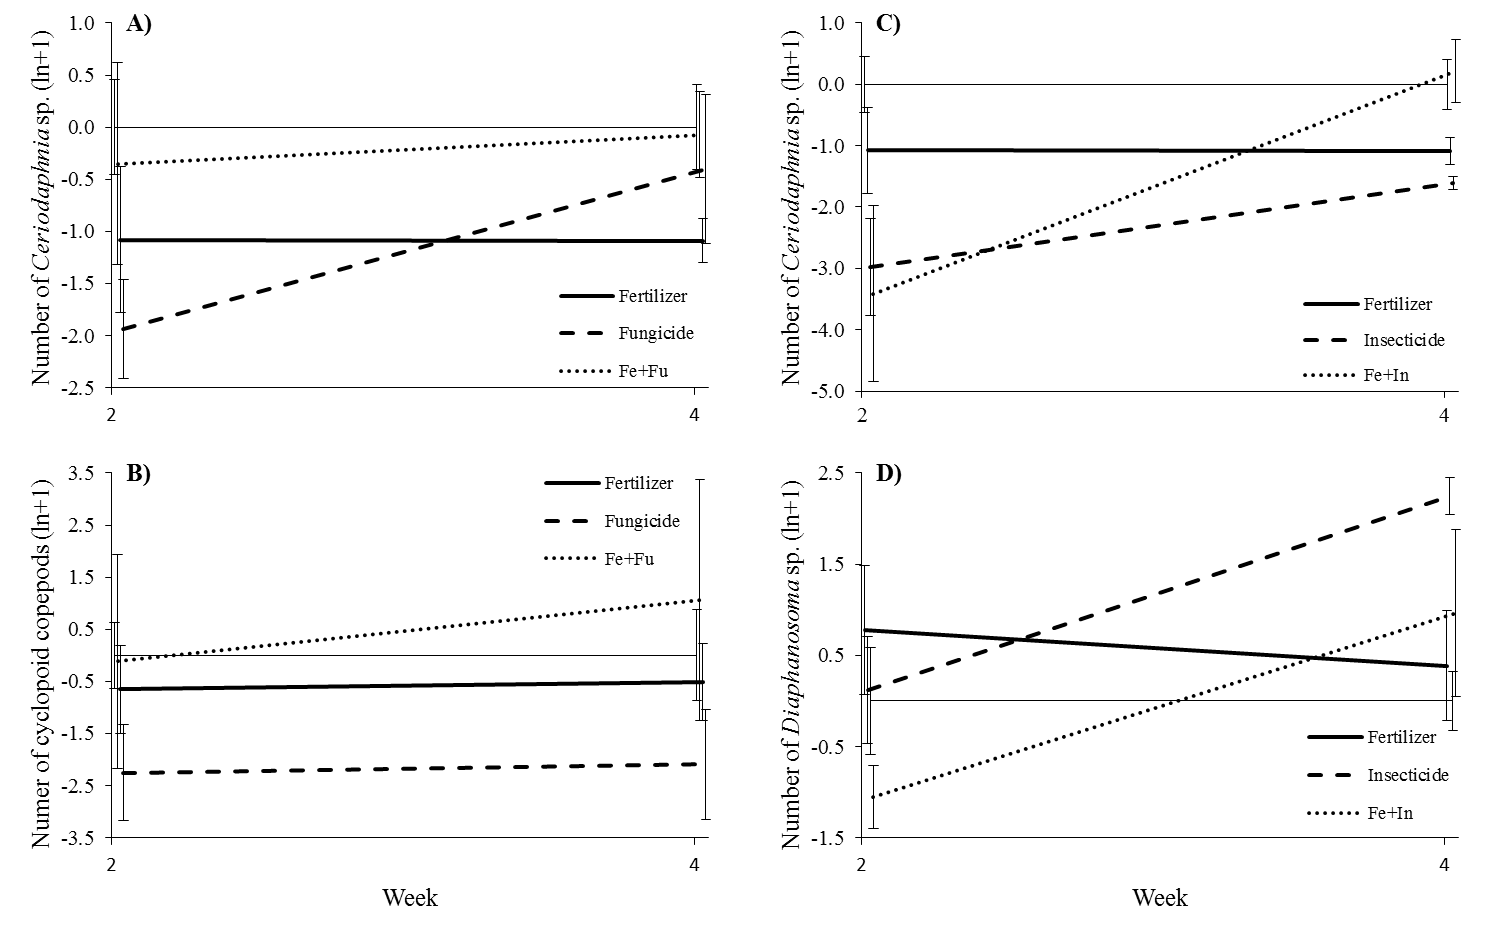 A)
Number of Ceriodaphnia sp. (ln+1)
1.0
0.5
0.0
-0.5
-1.0
-1.5
-2.0
-2.5
2
4
Fertilizer
Fungicide
Fe+Fu
C)
Number of Ceriodaphnia sp. (ln+1)
1.0
0.0
-1.0
-2.0
-3.0
-4.0
-5.0
2
4
Fertilizer
Insecticide
Fe+In
B)
Numer of cyclopoid copepods (ln+1)
3.5
2.5
1.5
0.5
-0.5
-1.5
-2.5
-3.5
2
4
Week
Fertilizer
Fungicide
Fe+Fu
D)
Number of Diaphanosoma sp. (ln+1)
2.5
1.5
0.5
-0.5
-1.5
2
4
Week
Fertilizer
Insecticide
Fe+In